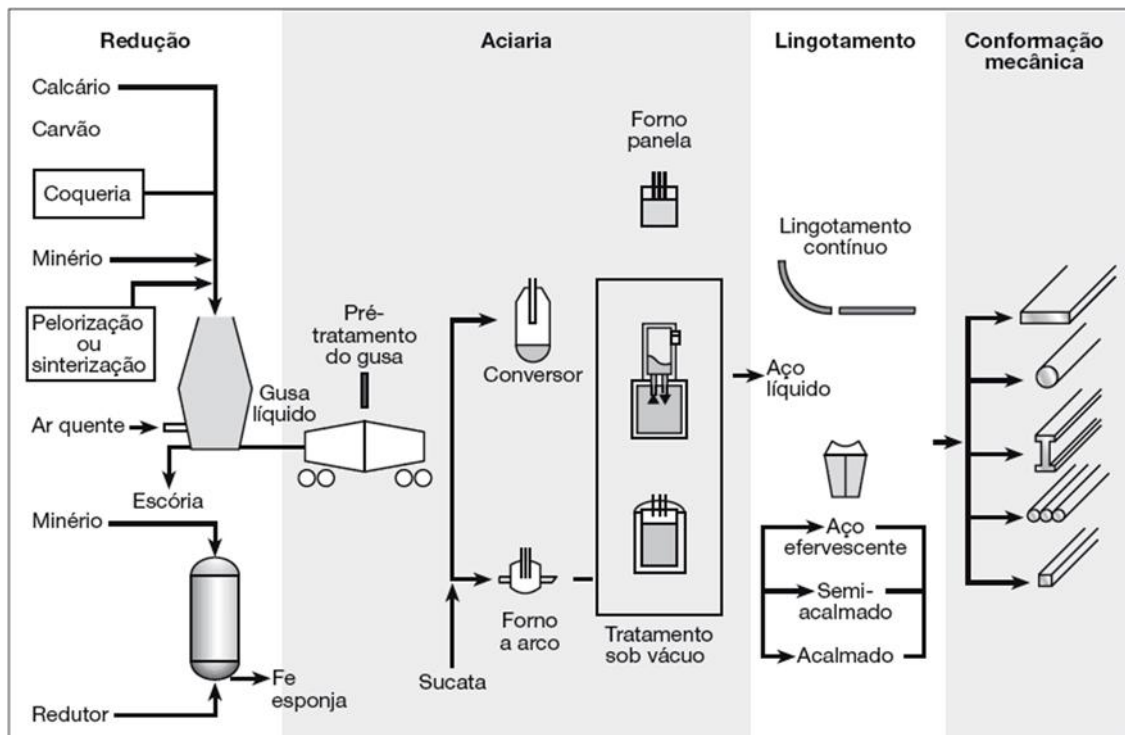 Redução
Calcário
Carvão
Coqueria
Minério
Pelorização
ou
sinterização
Ar quente
Gusa
líquido
Escória
Minério
Fe
esponja
Redutor
Aciaria
Pré-
tratamento
do gusa
Forno
panela
Conversor
Forno
a arco
Sucata
Tratamento
sob vácuo
Lingotamento
Lingotamento
contínuo
Aço
líquido
Aço
efervescente
Semi-
acalmado
Acalmado
Conformação
mecânica